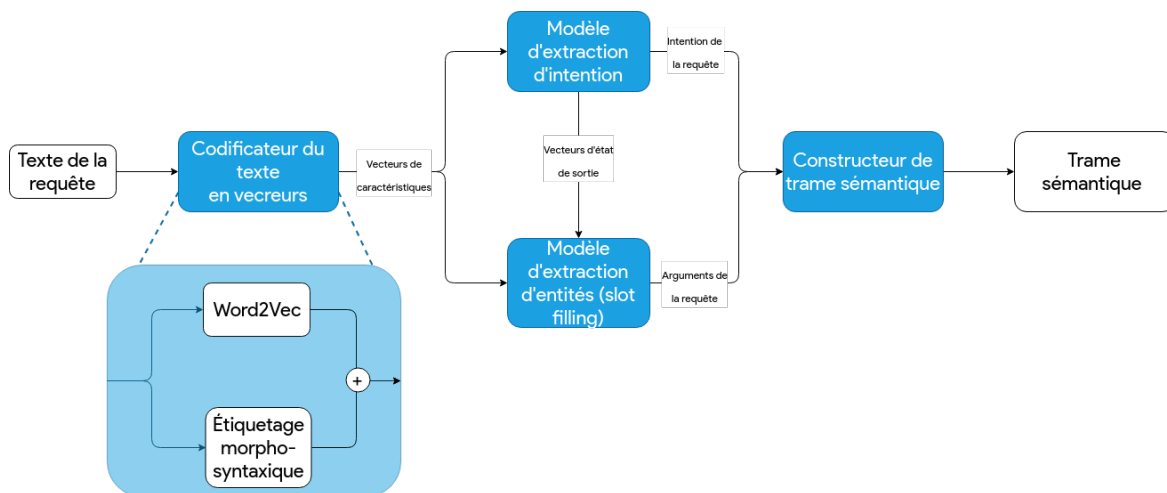 Texte de la
requête
Codificateur du
texte
en vecreurs
Vecteurs de
caractéristiques
Modèle
d'extraction
d'intention
Intention de
la requête
Vecteurs d'état
de sortie
Modèle
d'extraction
d'entités (slot
filling)
Arguments de
la requête
Constructeur de
trame sémantique
Trame
sémantique
Word2Vec
+
Étiquetage
morpho-
syntaxique